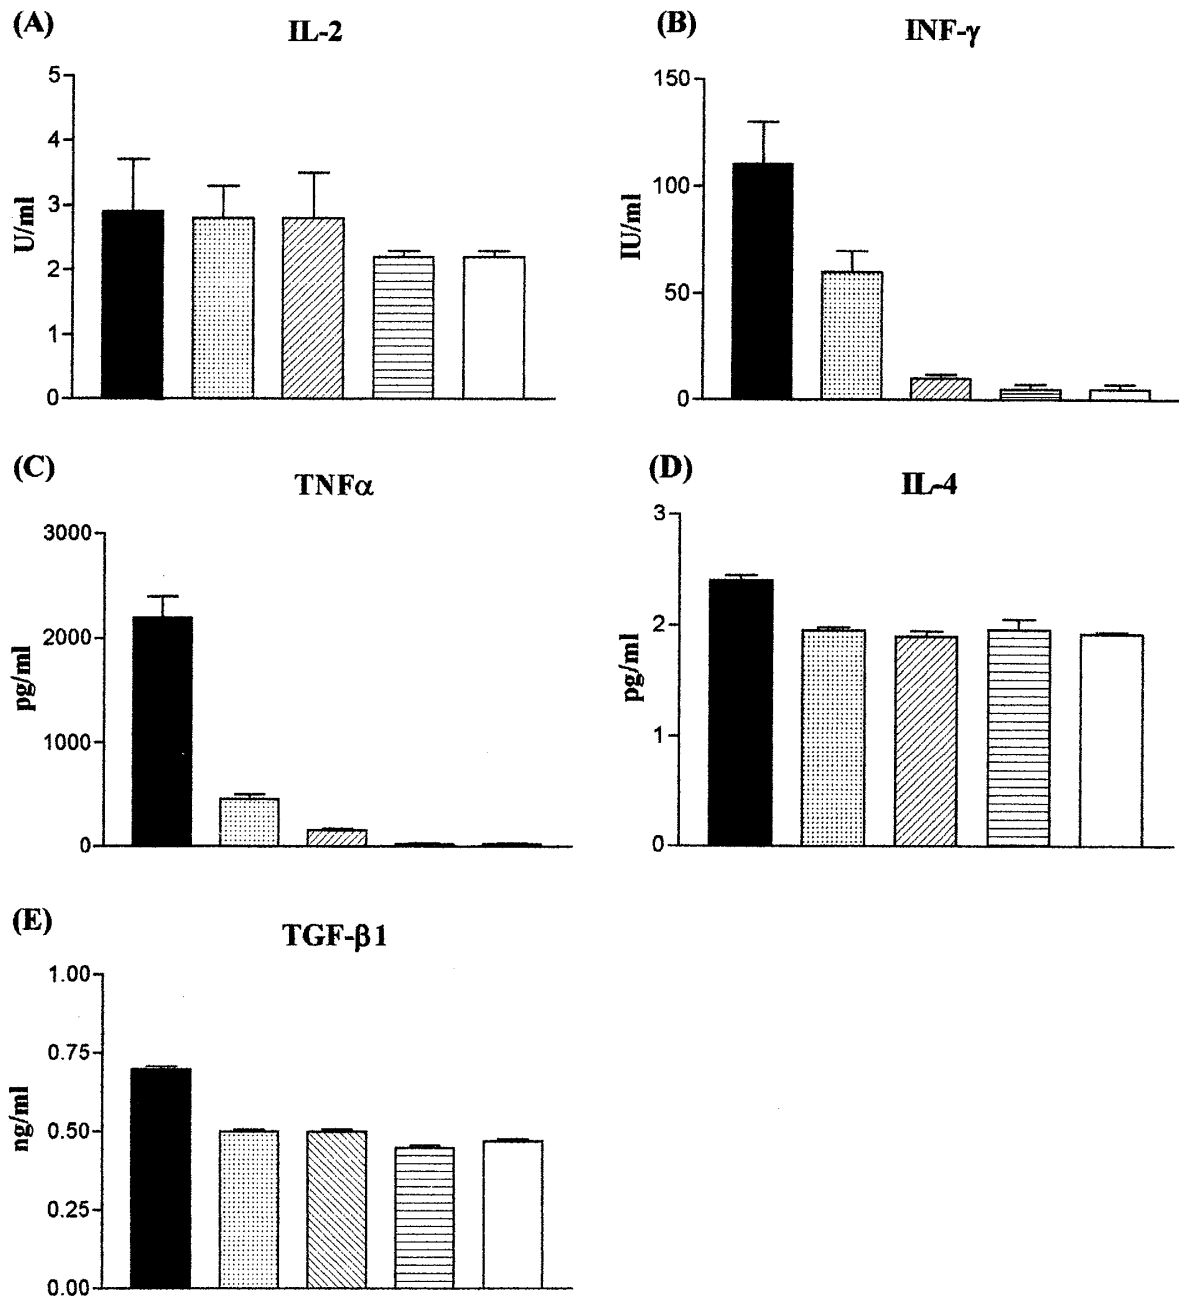 (A)
IL-2
5
4
3
2
1
0
U/ml
(B)
INF-γ
150
100
50
0
IU/ml
(C)
TNFα
3000
2000
1000
0
pg/ml
(D)
IL-4
3
2
1
0
pg/ml
(E)
TGF-β1
1.00
0.75
0.50
0.25
0.00
ng/ml